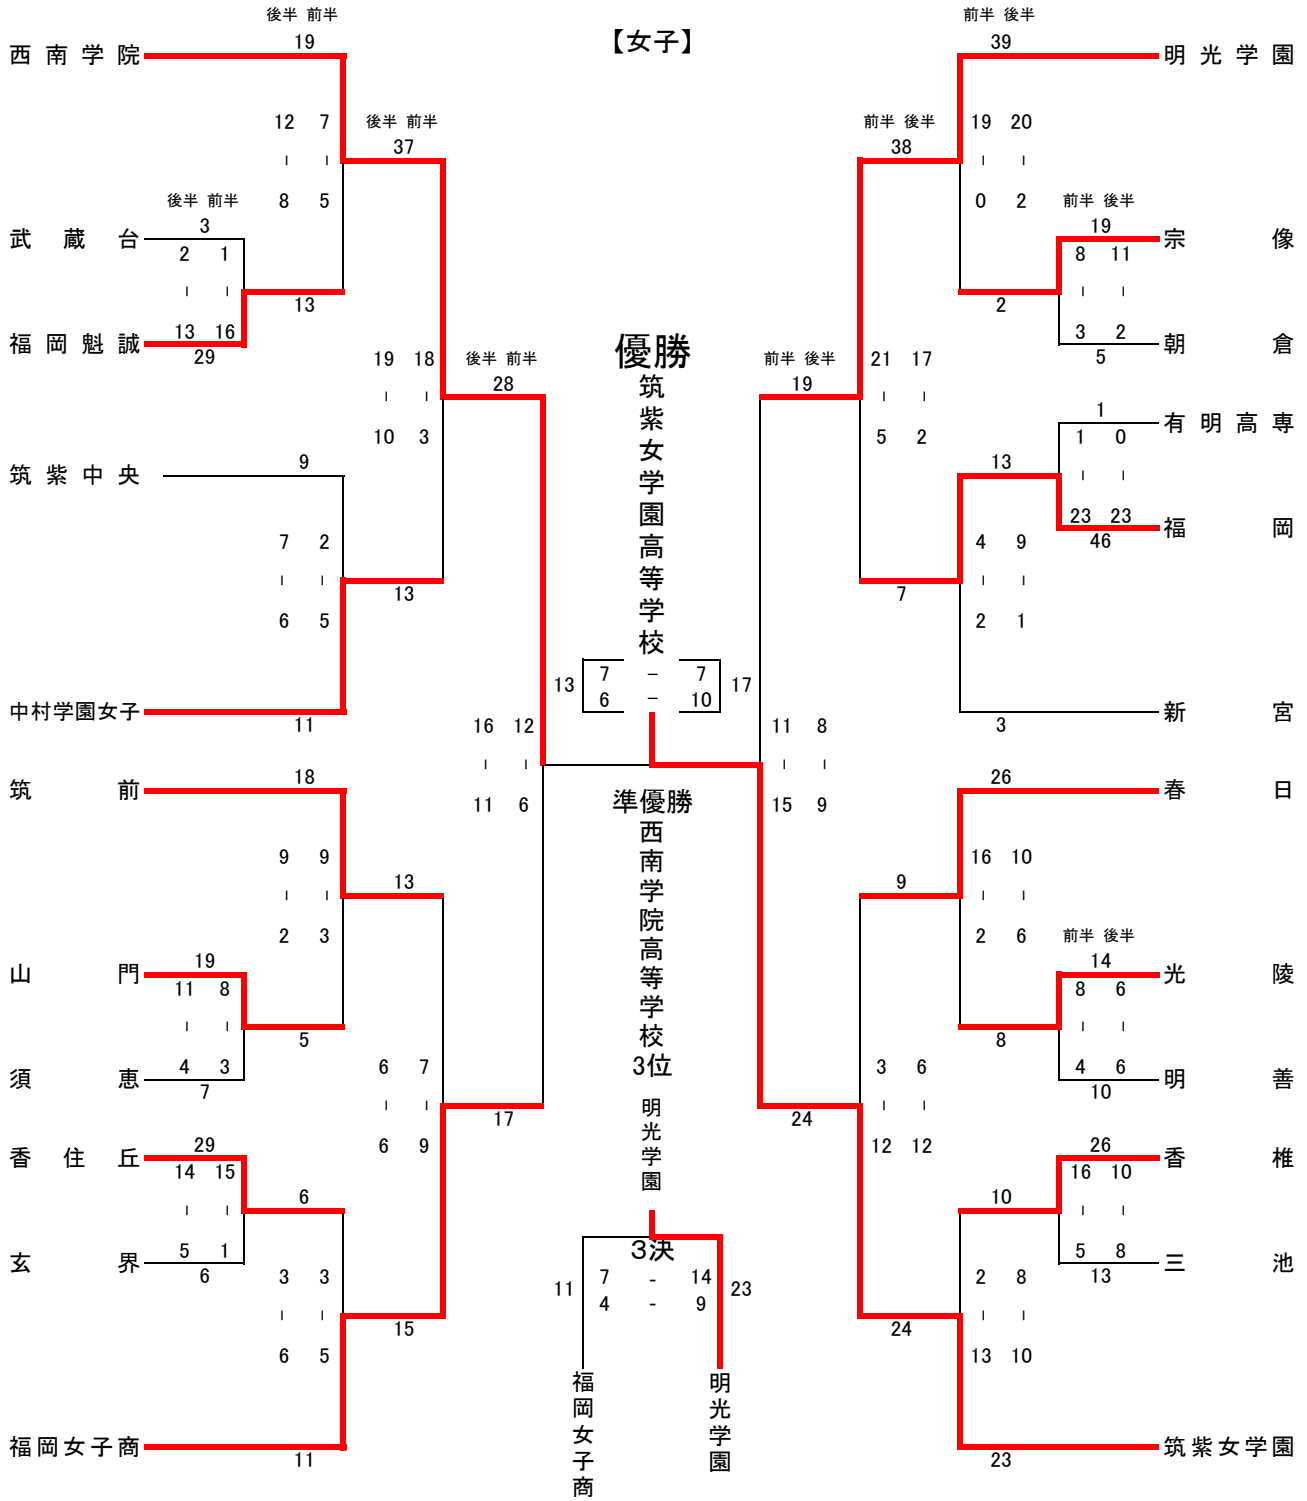 【女子】
後半 前半
19
西南学院
12 7
- -
8 5
後半 前半
37
後半 前半
3
武蔵台
2 1
- -
13 16
福岡魁誠
29
13
19 18
- -
10 3
後半 前半
28
9
筑紫中央
7 2
- -
6 5
13
中村学園女子
11
16 12
- -
11 6
18
筑前
9 9
- -
2 3
13
19
山門
11 8
- -
4 3
須恵
7
5
6 7
- -
6 9
17
29
香住丘
14 15
- -
5 1
玄界
6
6
3 3
- -
6 5
15
福岡女子商
11
優勝
筑紫女学園高等学校
13 7 - 7 17
6 - 10
準優勝
西南学院高等学校
3位
明光学園
3決
11 7 - 14 23
4 - 9
福岡女子商
明光学園
前半 後半
39
明光学園
19 20
- -
0 2
前半 後半
38
前半 後半
19
宗像
8 11
- -
3 2
朝倉
5
2
前半 後半
19
21 17
- -
5 2
1
有明高専
1 0
- -
23 23
福岡
46
13
4 9
- -
2 1
7
新宮
3
11 8
- -
15 9
26
春日
16 10
- -
2 6
9
前半 後半
14
光陵
8 6
- -
4 6
明善
10
8
3 6
- -
12 12
24
26
香椎
16 10
- -
5 8
三池
13
10
2 8
- -
13 10
24
筑紫女学園
23